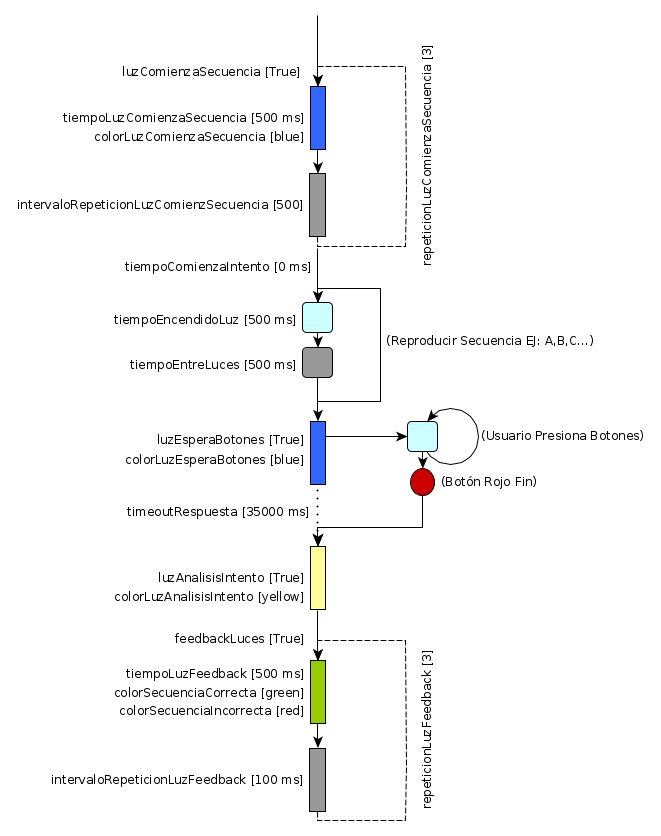 luzComienzaSecuencia [True]
tiempoLuzComienzaSecuencia [500 ms]
colorLuzComienzaSecuencia [blue]
repeticionLuzComienzaSecuencia [3]
intervaloRepeticionLuzComienzSecuencia [500]
tiempoComienzaIntento [0 ms]
tiempoEncendidoLuz [500 ms]
(Reproducir Secuencia EJ: A,B,C...)
tiempoEntreLuces [500 ms]
luzEsperaBotones [True]
colorLuzEsperaBotones [blue]
(Usuario Presiona Botones)
(Botón Rojo Fin)
timeoutRespuesta [35000 ms]
luzAnalisisIntento [True]
colorLuzAnalisisIntento [yellow]
feedbackLuces [True]
tiempoLuzFeedback [500 ms]
colorSecuenciaCorrecta [green]
colorSecuenciaIncorrecta [red]
repeticionLuzFeedback [3]
intervaloRepeticionLuzFeedback [100 ms]